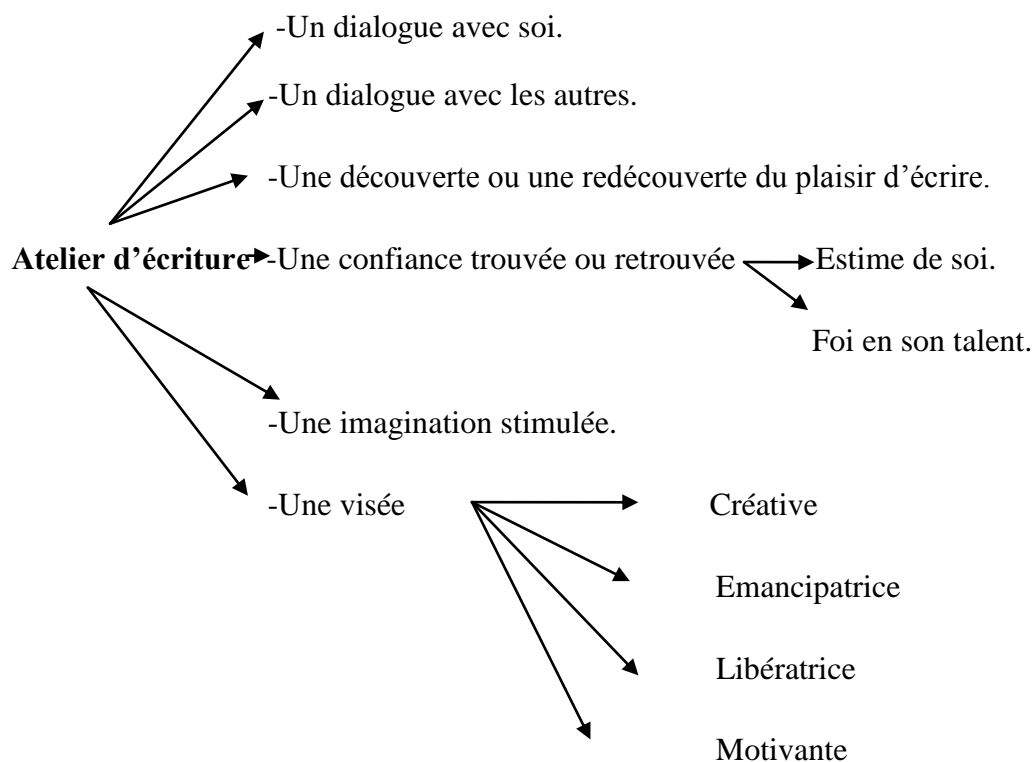 -Un dialogue avec soi.
-Un dialogue avec les autres.
-Une découverte ou une redécouverte du plaisir d’écrire.
Atelier d’écriture -Une confiance trouvée ou retrouvée Estime de soi.
Foi en son talent.
-Une imagination stimulée.
-Une visée Créative
Emancipatrice
Libératrice
Motivante